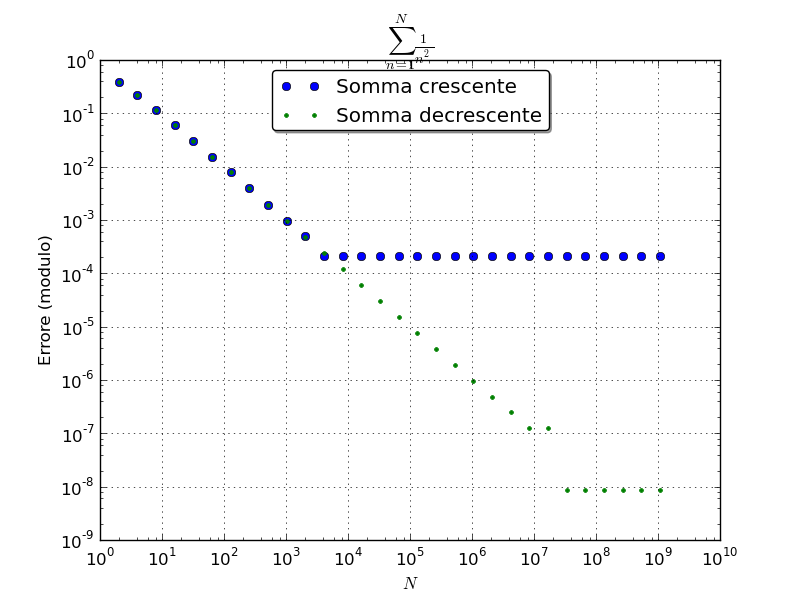 ∑_{n=1}^{N} 1/n^2
Somma crescente
Somma decrescente
Errore (modulo)
10^0
10^-1
10^-2
10^-3
10^-4
10^-5
10^-6
10^-7
10^-8
10^-9
10^0 10^1 10^2 10^3 10^4 10^5 10^6 10^7 10^8 10^9 10^10
N